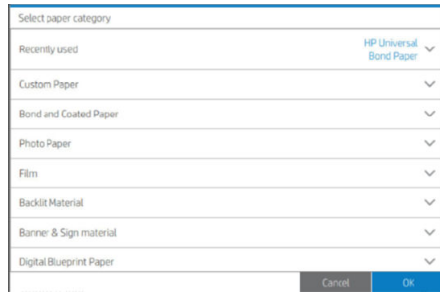 Select paper category
Recently used
HP Universal
Bond Paper
Custom Paper
Bond and Coated Paper
Photo Paper
Film
Backlit Material
Banner & Sign material
Digital Blueprint Paper
Cancel
OK